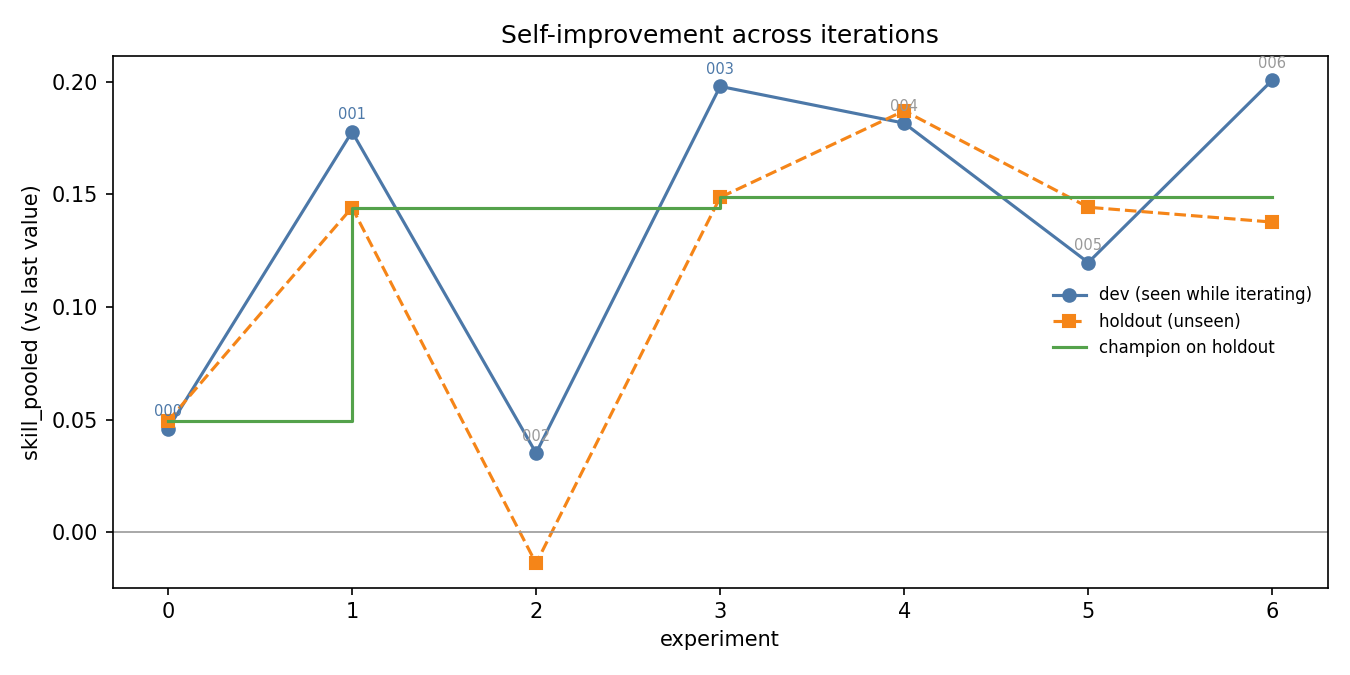 Self-improvement across iterations
skill_pooled (vs last value)
0.20
0.15
0.10
0.05
0.00
000
001
002
003
004
005
006
dev (seen while iterating)
holdout (unseen)
champion on holdout
0 1 2 3 4 5 6
experiment